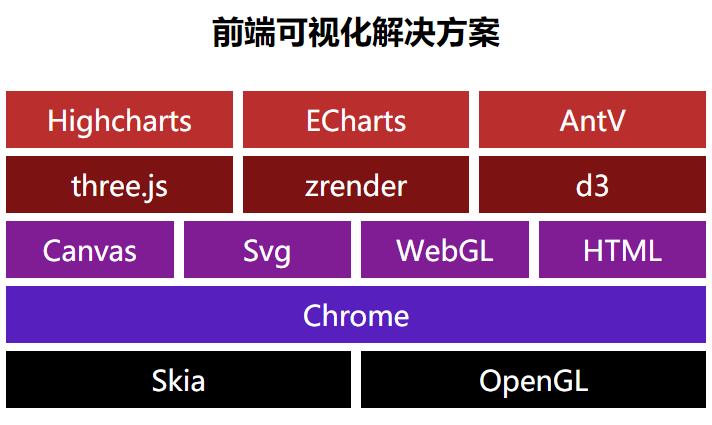 前端可视化解决方案
Highcharts ECharts AntV
three.js zrender d3
Canvas Svg WebGL HTML
Chrome
Skia OpenGL